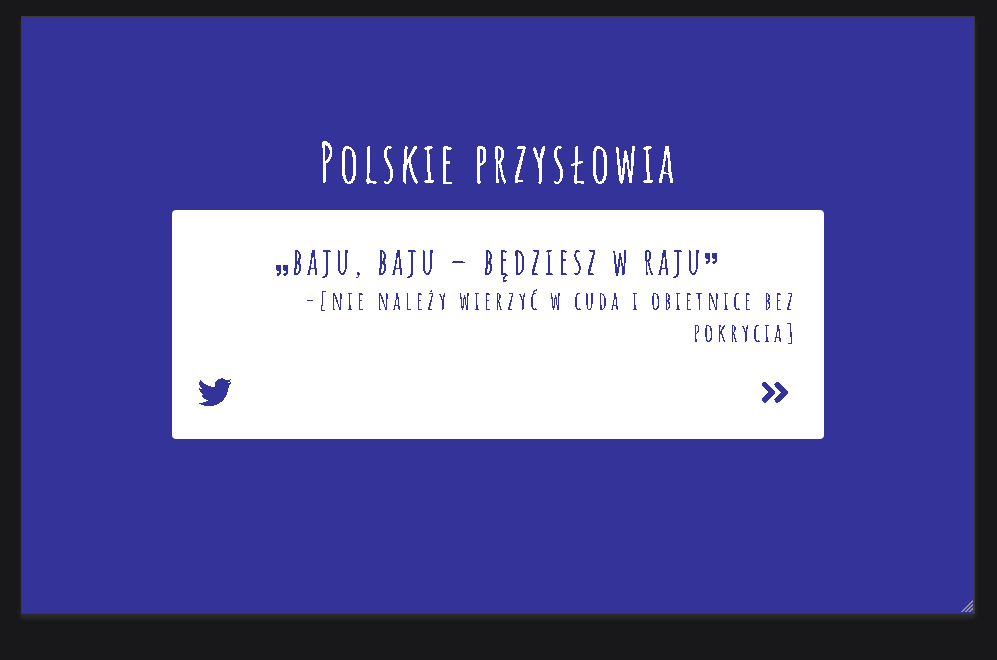 Polskie przysłowia
„Baju, baju – będziesz w raju”
-[Nie należy wierzyć w cuda i obietnice bez
pokrycia]